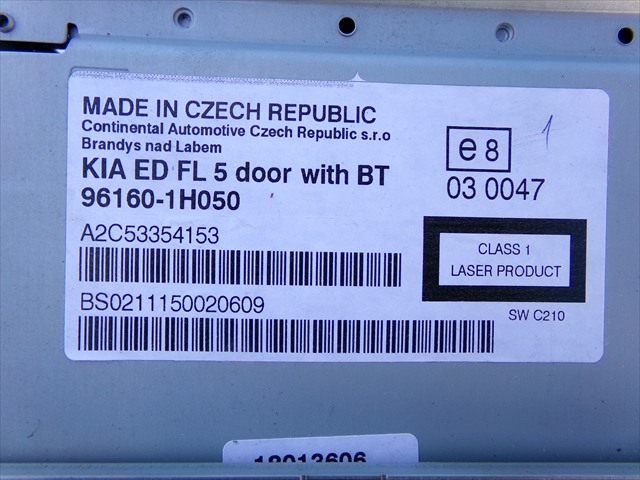 MADE IN CZECH REPUBLIC
Continental Automotive Czech Republic s.r.o
Brandys nad Labem
KIA ED FL 5 door with BT
96160-1H050
A2C53354153
BS0211150020609
e8
03 0047
1
CLASS 1
LASER PRODUCT
SW C210
18013606